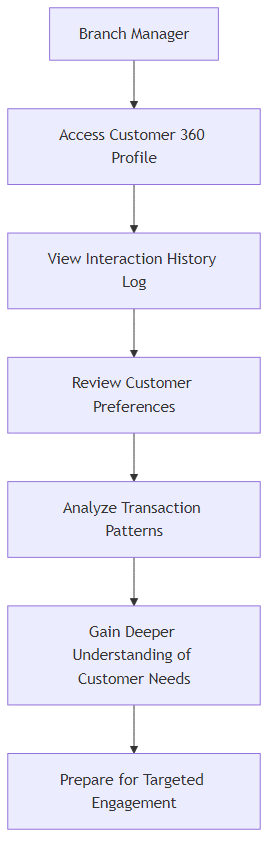 Branch Manager
Access Customer 360
Profile
View Interaction History
Log
Review Customer
Preferences
Analyze Transaction
Patterns
Gain Deeper
Understanding of
Customer Needs
Prepare for Targeted
Engagement